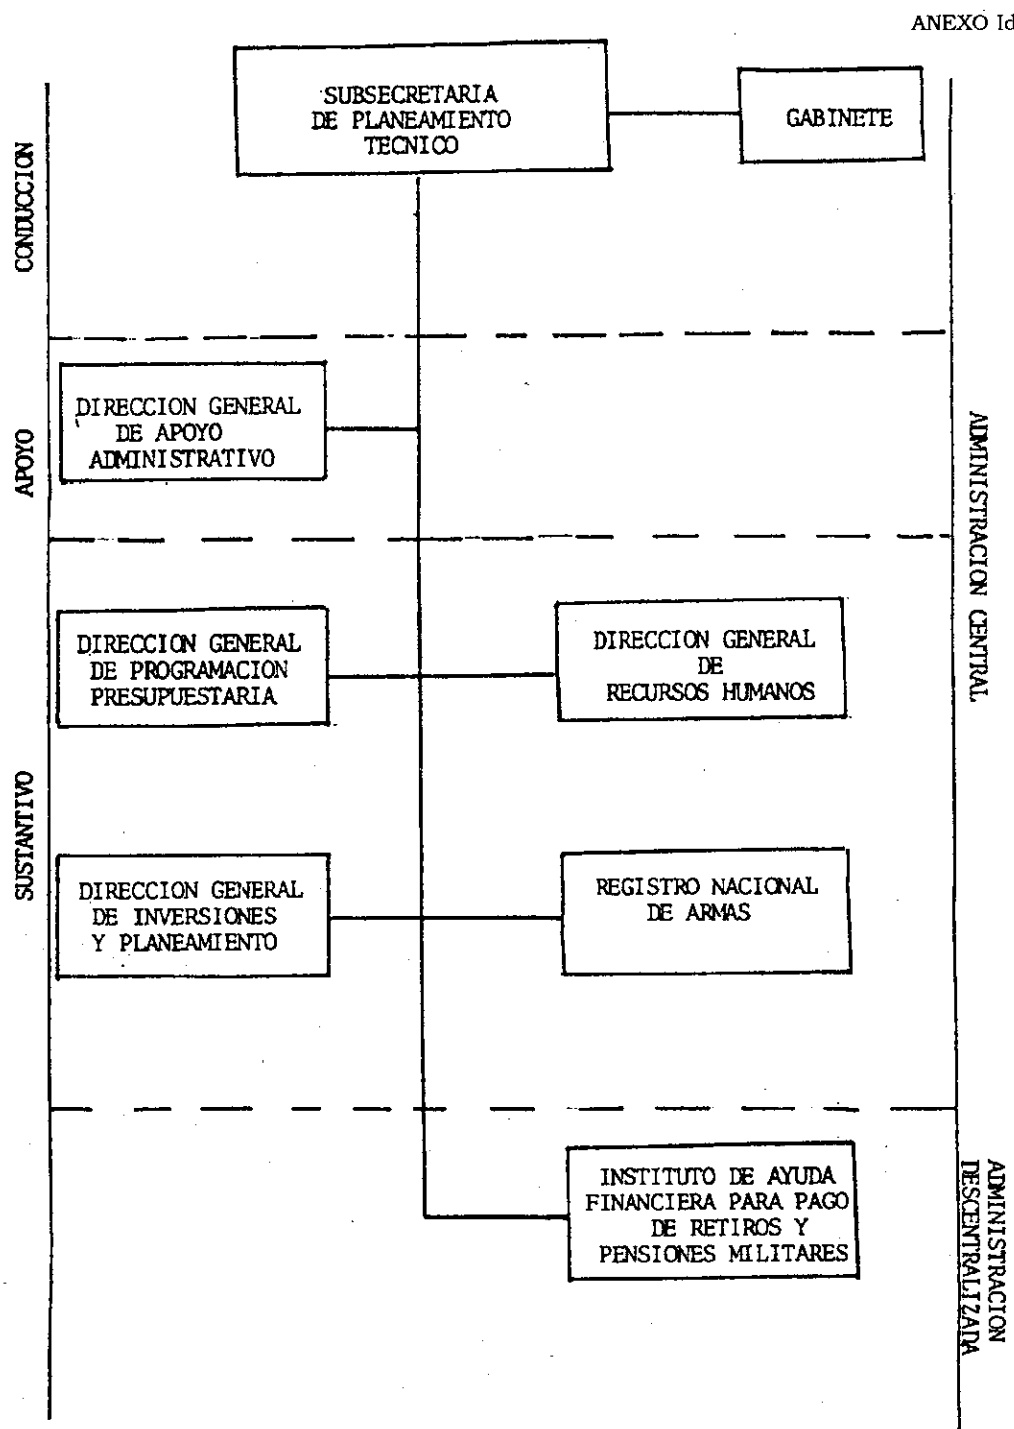 ANEXO Id
SUBSECRETARIA
DE PLANEAMIENTO
TECNICO
GABINETE
CONDUCCION
DIRECCION GENERAL
DE APOYO
ADMINISTRATIVO
APOYO
ADMINISTRACION CENTRAL
DIRECCION GENERAL
DE PROGRAMACION
PRESUPUESTARIA
DIRECCION GENERAL
DE
RECURSOS HUMANOS
SUSTANTIVO
DIRECCION GENERAL
DE INVERSIONES
Y PLANEAMIENTO
REGISTRO NACIONAL
DE ARMAS
INSTITUTO DE AYUDA
FINANCIERA PARA PAGO
DE RETIROS Y
PENSIONES MILITARES
ADMINISTRACION
DESCENTRALIZADA